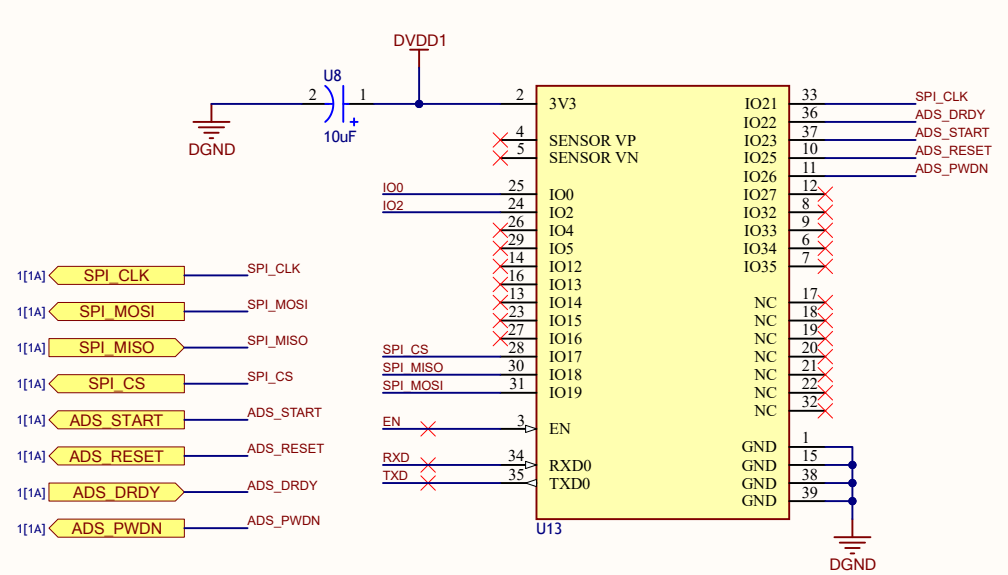 DVDD1
U8
2 1
10uF
DGND
2 3V3
4 SENSOR VP
5 SENSOR VN
IO0 25 IO0
IO2 24 IO2
26 IO4
29 IO5
14 IO12
16 IO13
13 IO14
23 IO15
27 IO16
SPI_CS 28 IO17
SPI_MISO 30 IO18
SPI_MOSI 31 IO19
EN 3 EN
RXD 34 RXD0
TXD 35 TXD0
U13
IO21 33 SPI_CLK
IO22 36 ADS_DRDY
IO23 37 ADS_START
IO25 10 ADS_RESET
IO26 11 ADS_PWDN
IO27 12
IO32 8
IO33 9
IO34 6
IO35 7
NC 17
NC 18
NC 19
NC 20
NC 21
NC 22
NC 32
GND 1
GND 15
GND 38
GND 39
DGND
1[1A] SPI_CLK SPI_CLK
1[1A] SPI_MOSI SPI_MOSI
1[1A] SPI_MISO SPI_MISO
1[1A] SPI_CS SPI_CS
1[1A] ADS_START ADS_START
1[1A] ADS_RESET ADS_RESET
1[1A] ADS_DRDY ADS_DRDY
1[1A] ADS_PWDN ADS_PWDN